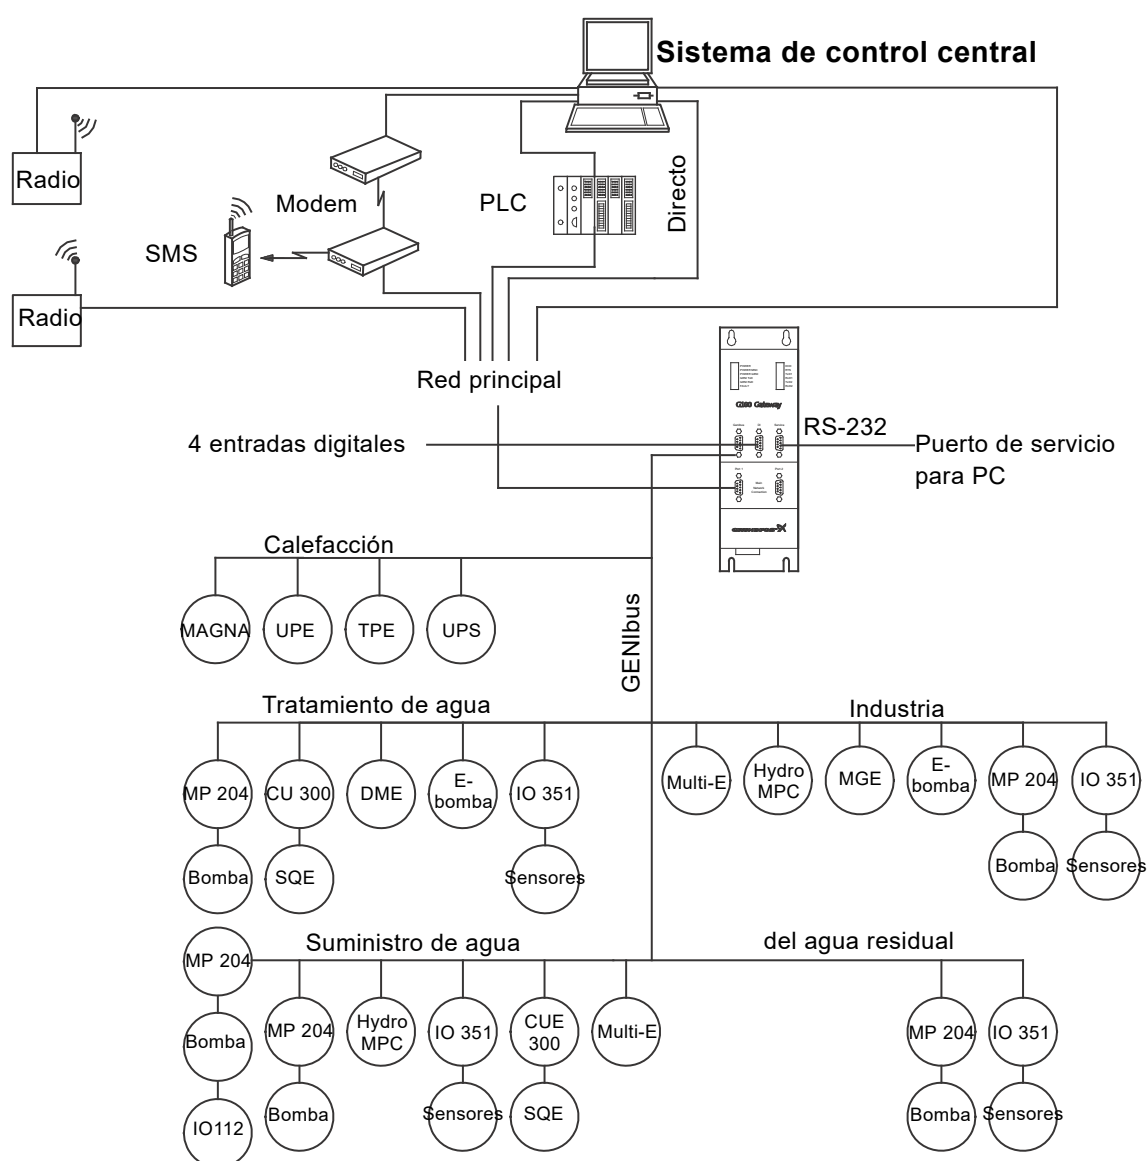 Sistema de control central
Radio
Modem
PLC
Directo
SMS
Radio
Red principal
G100 Gateway
4 entradas digitales
RS-232
Puerto de servicio
para PC
GRUNDFOS
Calefacción
MAGNA
UPE
TPE
UPS
GENIbus
Tratamiento de agua
Industria
MP 204
CU 300
DME
E-
bomba
IO 351
Multi-E
Hydro
MPC
MGE
E-
bomba
MP 204
IO 351
Bomba
SQE
Sensores
Bomba
Sensores
Suministro de agua
del agua residual
MP 204
Bomba
IO112
MP 204
Hydro
MPC
IO 351
CUE
300
Multi-E
MP 204
IO 351
Bomba
Sensores
SQE
Bomba
Sensores